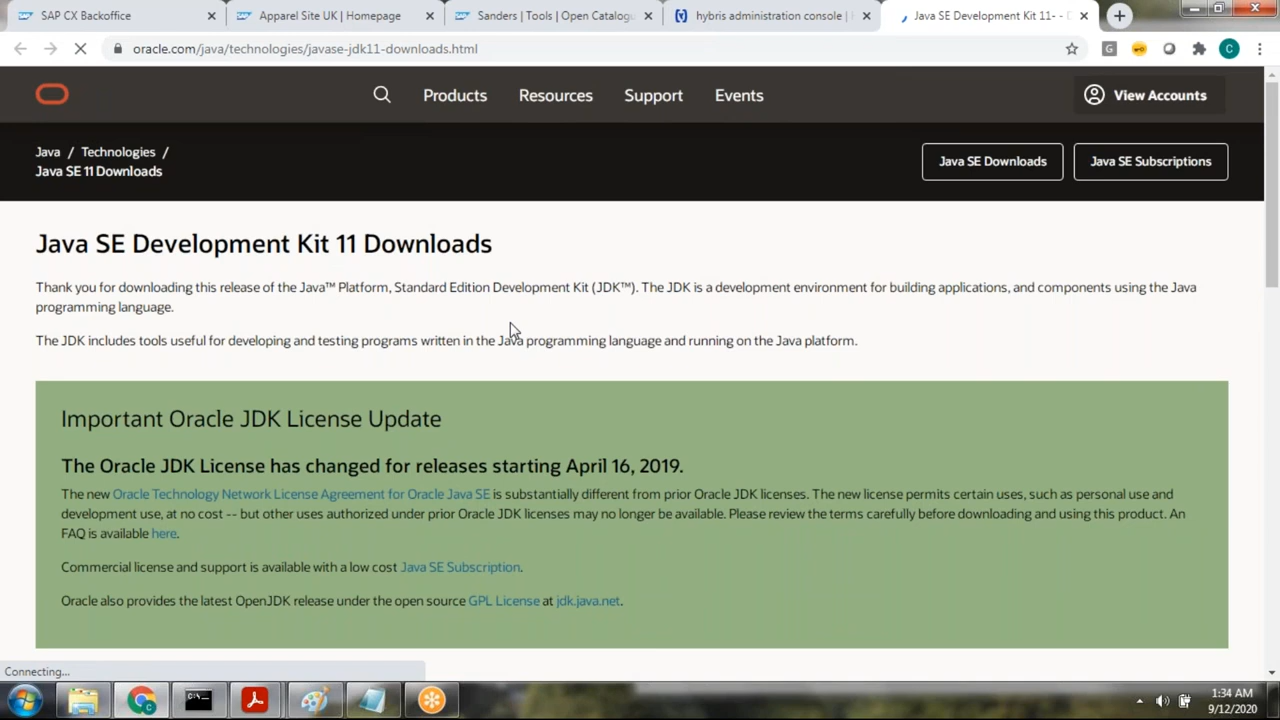 SAP CX Backoffice
Apparel Site UK | Homepage
Sanders | Tools | Open Catalogu
hybris administration console |
Java SE Development Kit 11- - D
oracle.com/java/technologies/javase-jdk11-downloads.html
G
C
Products
Resources
Support
Events
View Accounts
Java / Technologies /
Java SE 11 Downloads
Java SE Downloads
Java SE Subscriptions
Java SE Development Kit 11 Downloads
Thank you for downloading this release of the Java™ Platform, Standard Edition Development Kit (JDK™). The JDK is a development environment for building applications, and components using the Java
programming language.
The JDK includes tools useful for developing and testing programs written in the Java programming language and running on the Java platform.
Important Oracle JDK License Update
The Oracle JDK License has changed for releases starting April 16, 2019.
The new Oracle Technology Network License Agreement for Oracle Java SE is substantially different from prior Oracle JDK licenses. The new license permits certain uses, such as personal use and
development use, at no cost -- but other uses authorized under prior Oracle JDK licenses may no longer be available. Please review the terms carefully before downloading and using this product. An
FAQ is available here.
Commercial license and support is available with a low cost Java SE Subscription.
Oracle also provides the latest OpenJDK release under the open source GPL License at jdk.java.net.
Connecting...
1:34 AM
9/12/2020